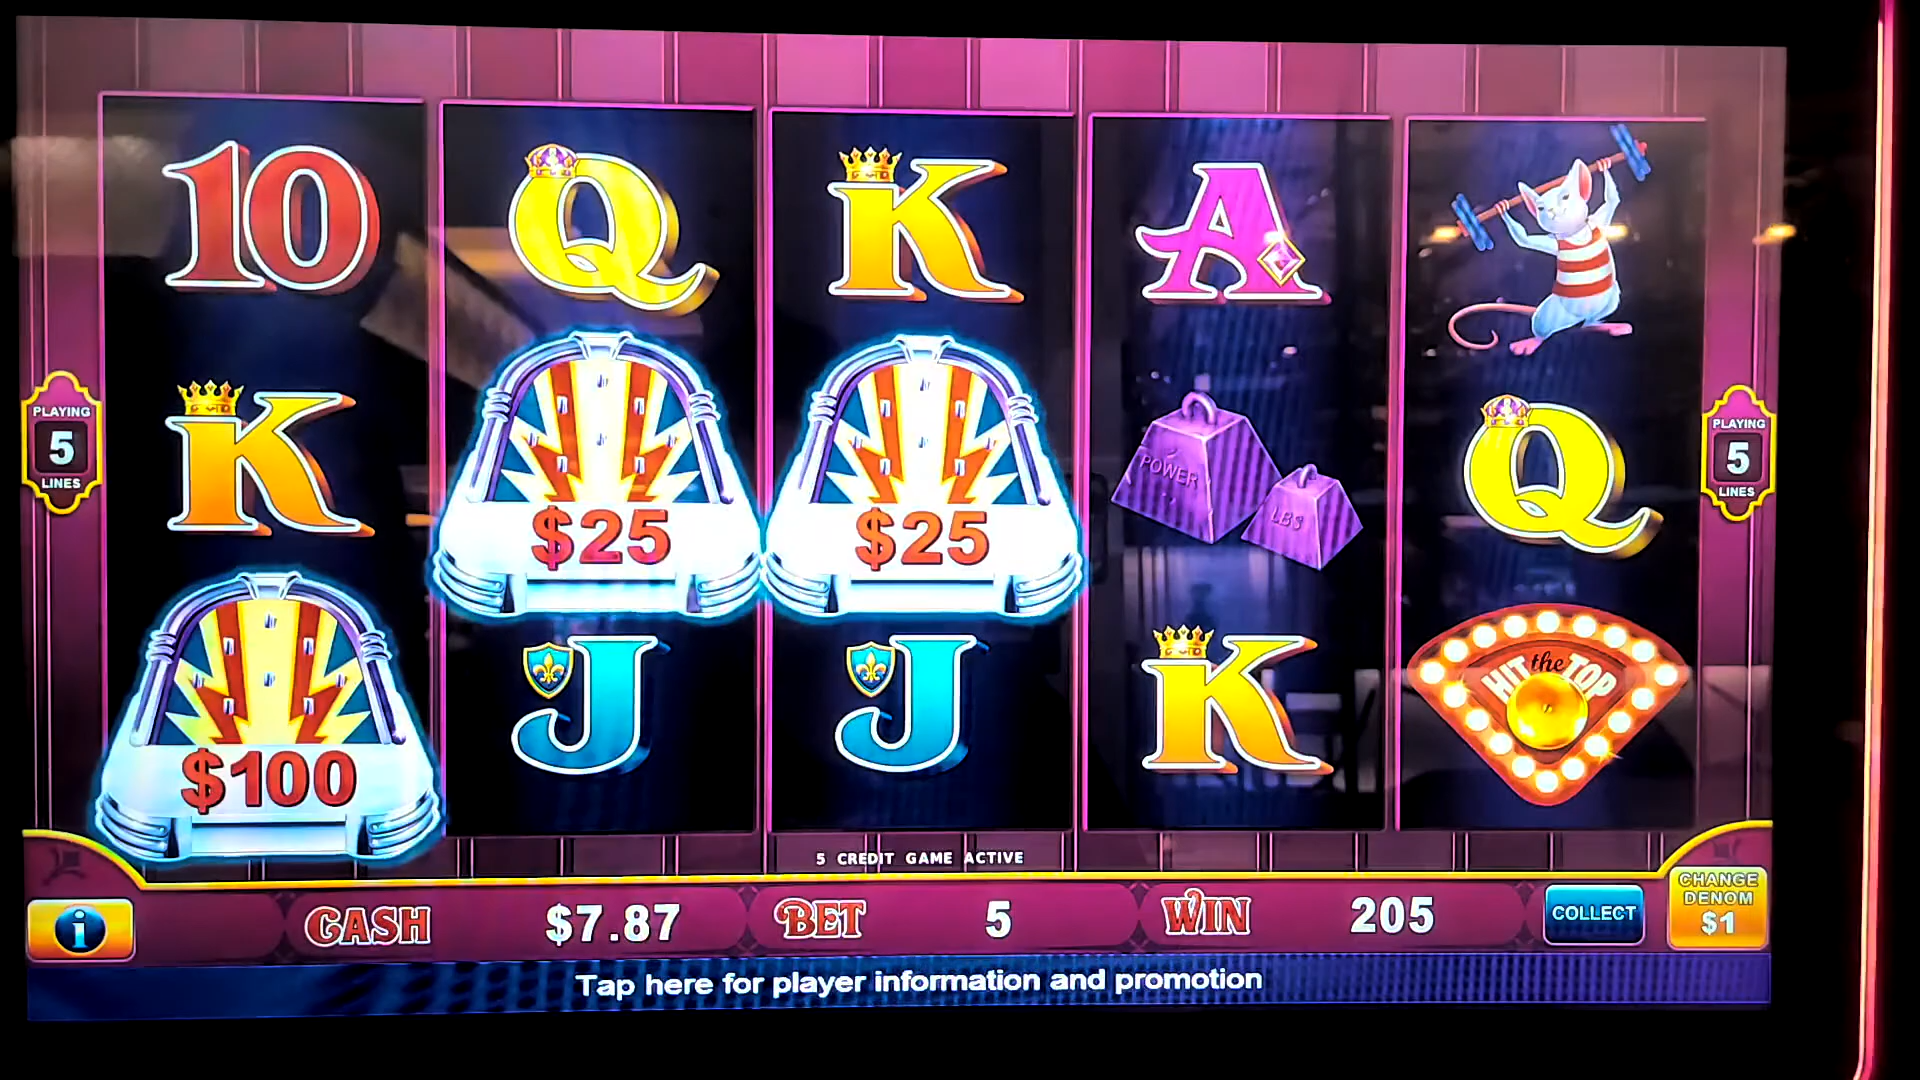 10 Q K A
K $25 $25 POWER LBS Q
PLAYING
5
LINES
PLAYING
5
LINES
$100 J J K HIT the TOP
5 CREDIT GAME ACTIVE
CASH $7.87 BET 5 WIN 205 COLLECT
CHANGE
DENOM
$1
i
Tap here for player information and promotion